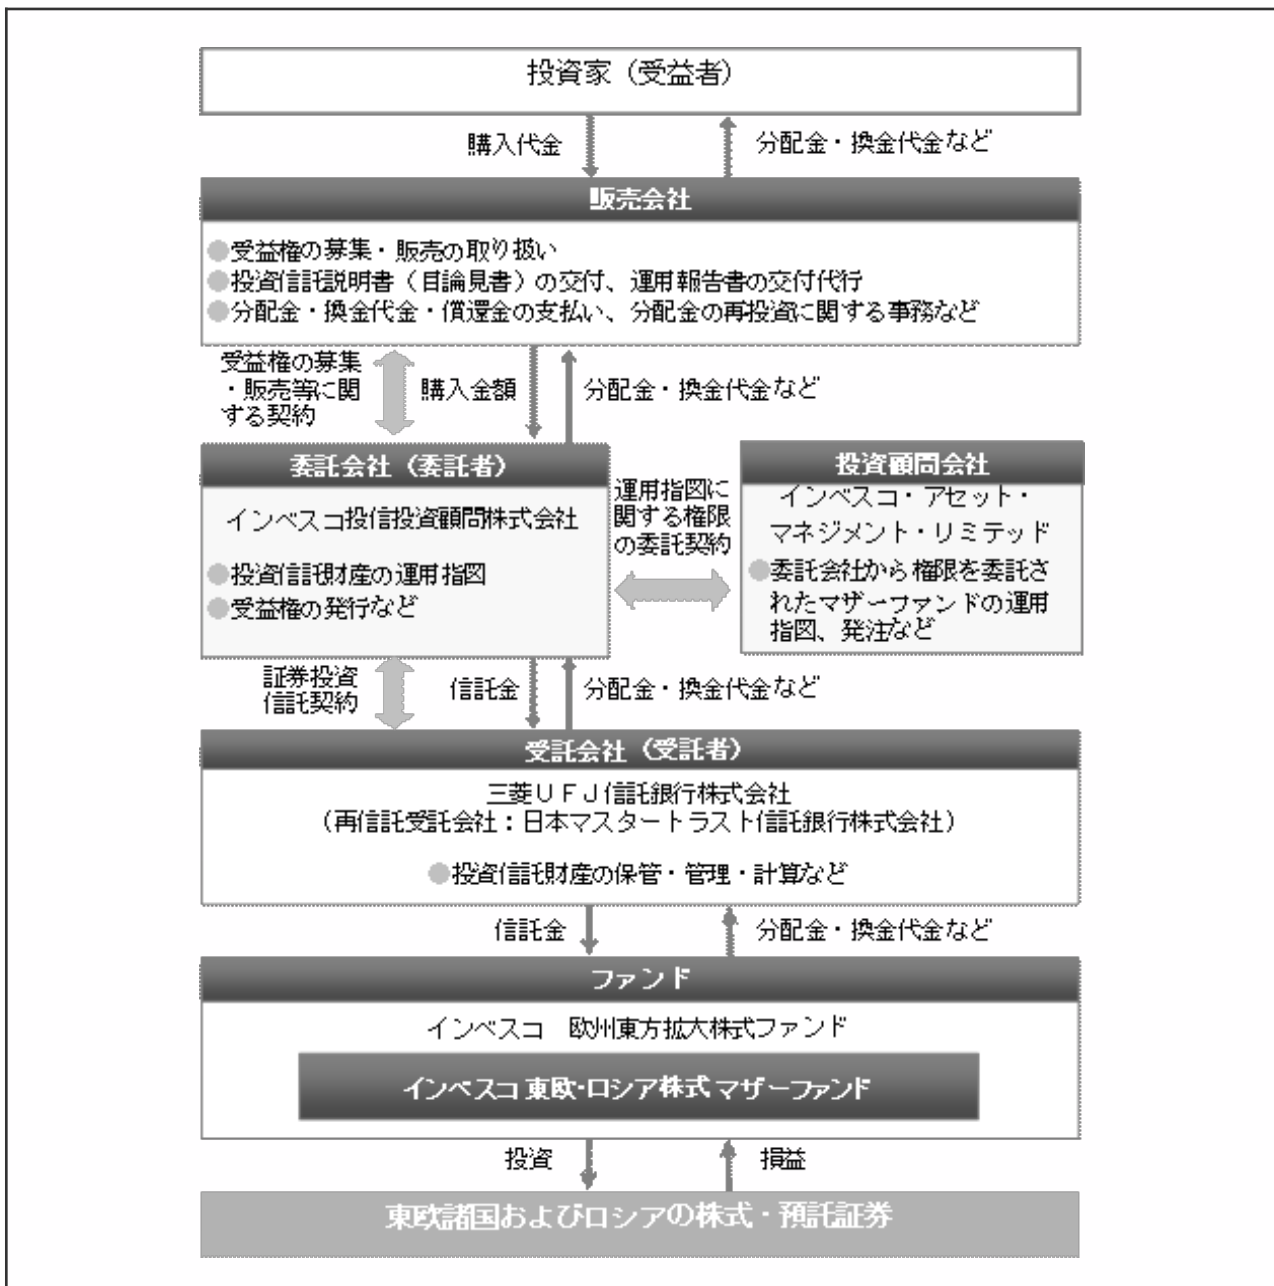 投資家（受益者）
購入代金
分配金・換金代金など
販売会社
●受益権の募集・販売の取り扱い
●投資信託説明書（目論見書）の交付、運用報告書の交付代行
●分配金・換金代金・償還金の支払い、分配金の再投資に関する事務など
受益権の募集
・販売等に関
する契約
購入金額
分配金・換金代金など
委託会社（委託者）
インベスコ投信投資顧問株式会社
●投資信託財産の運用指図
●受益権の発行など
運用指図に
関する権限
の委託契約
投資顧問会社
インベスコ・アセット・
マネジメント・リミテッド
●委託会社から権限を委託さ
れたマザーファンドの運用
指図、発注など
証券投資
信託契約
信託金
分配金・換金代金など
受託会社（受託者）
三菱ＵＦＪ信託銀行株式会社
（再信託受託会社：日本マスタートラスト信託銀行株式会社）
●投資信託財産の保管・管理・計算など
信託金
分配金・換金代金など
ファンド
インベスコ　欧州東方拡大株式ファンド
インベスコ 東欧・ロシア株式 マザーファンド
投資
損益
東欧諸国およびロシアの株式・預託証券